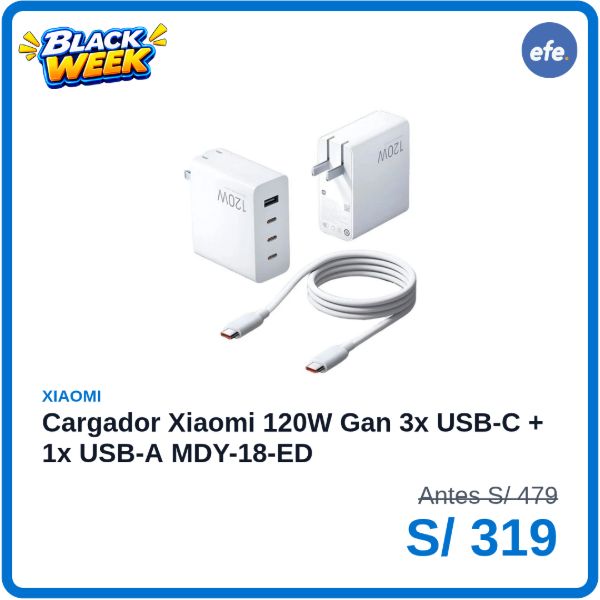 BLACK
WEEK
efe.
120W
120W
XIAOMI
Cargador Xiaomi 120W Gan 3x USB-C +
1x USB-A MDY-18-ED
Antes S/ 479
S/ 319